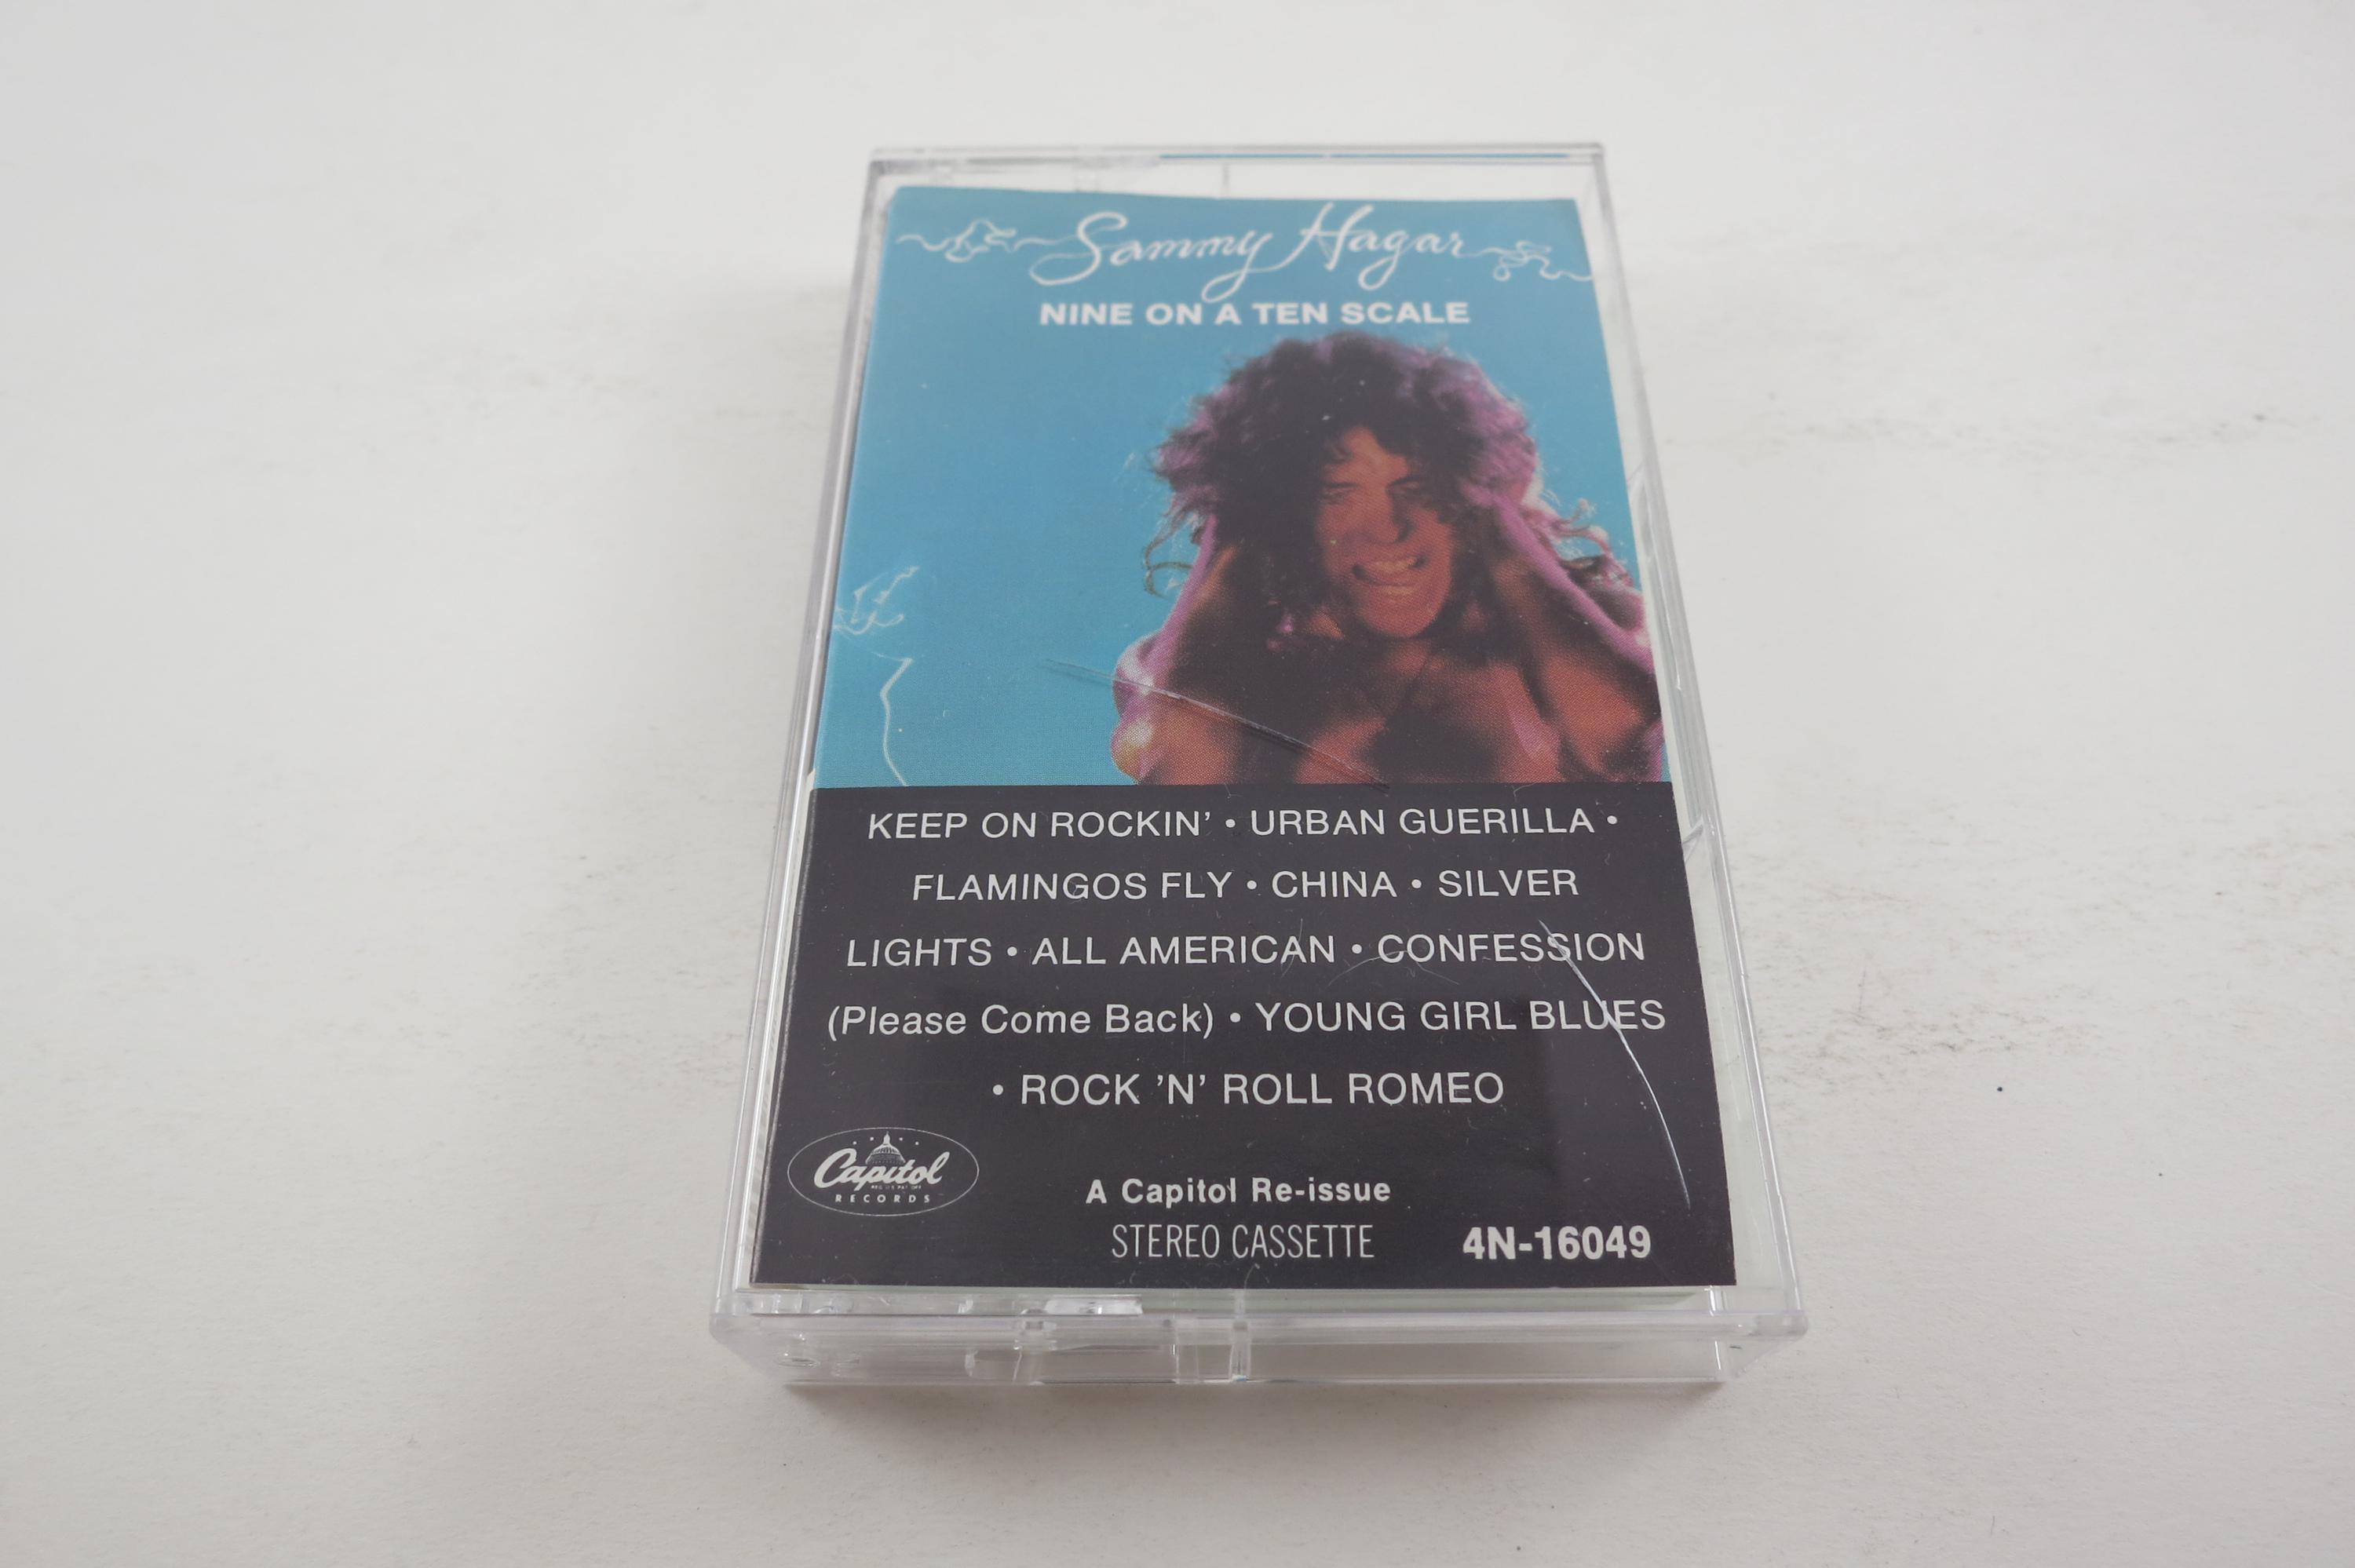 Sammy Hagar
NINE ON A TEN SCALE
KEEP ON ROCKIN' • URBAN GUERILLA •
FLAMINGOS FLY • CHINA • SILVER
LIGHTS • ALL AMERICAN • CONFESSION
(Please Come Back) • YOUNG GIRL BLUES
• ROCK 'N' ROLL ROMEO
Capitol
RECORDS
A Capitol Re-issue
STEREO CASSETTE 4N-16049